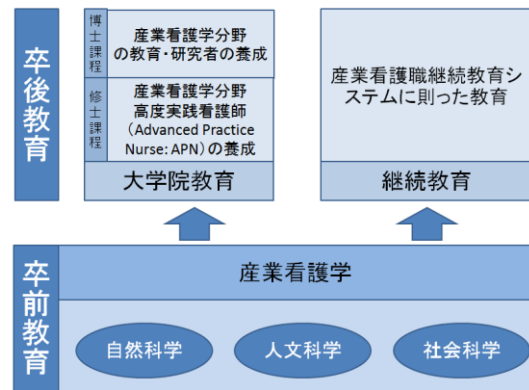 卒後教育
博士課程
産業看護学分野
の教育・研究者の養成
修士課程
産業看護学分野
高度実践看護師
(Advanced Practice
Nurse: APN)の養成
大学院教育
産業看護職継続教育シ
ステムに則った教育
継続教育
卒前教育
産業看護学
自然科学
人文科学
社会科学